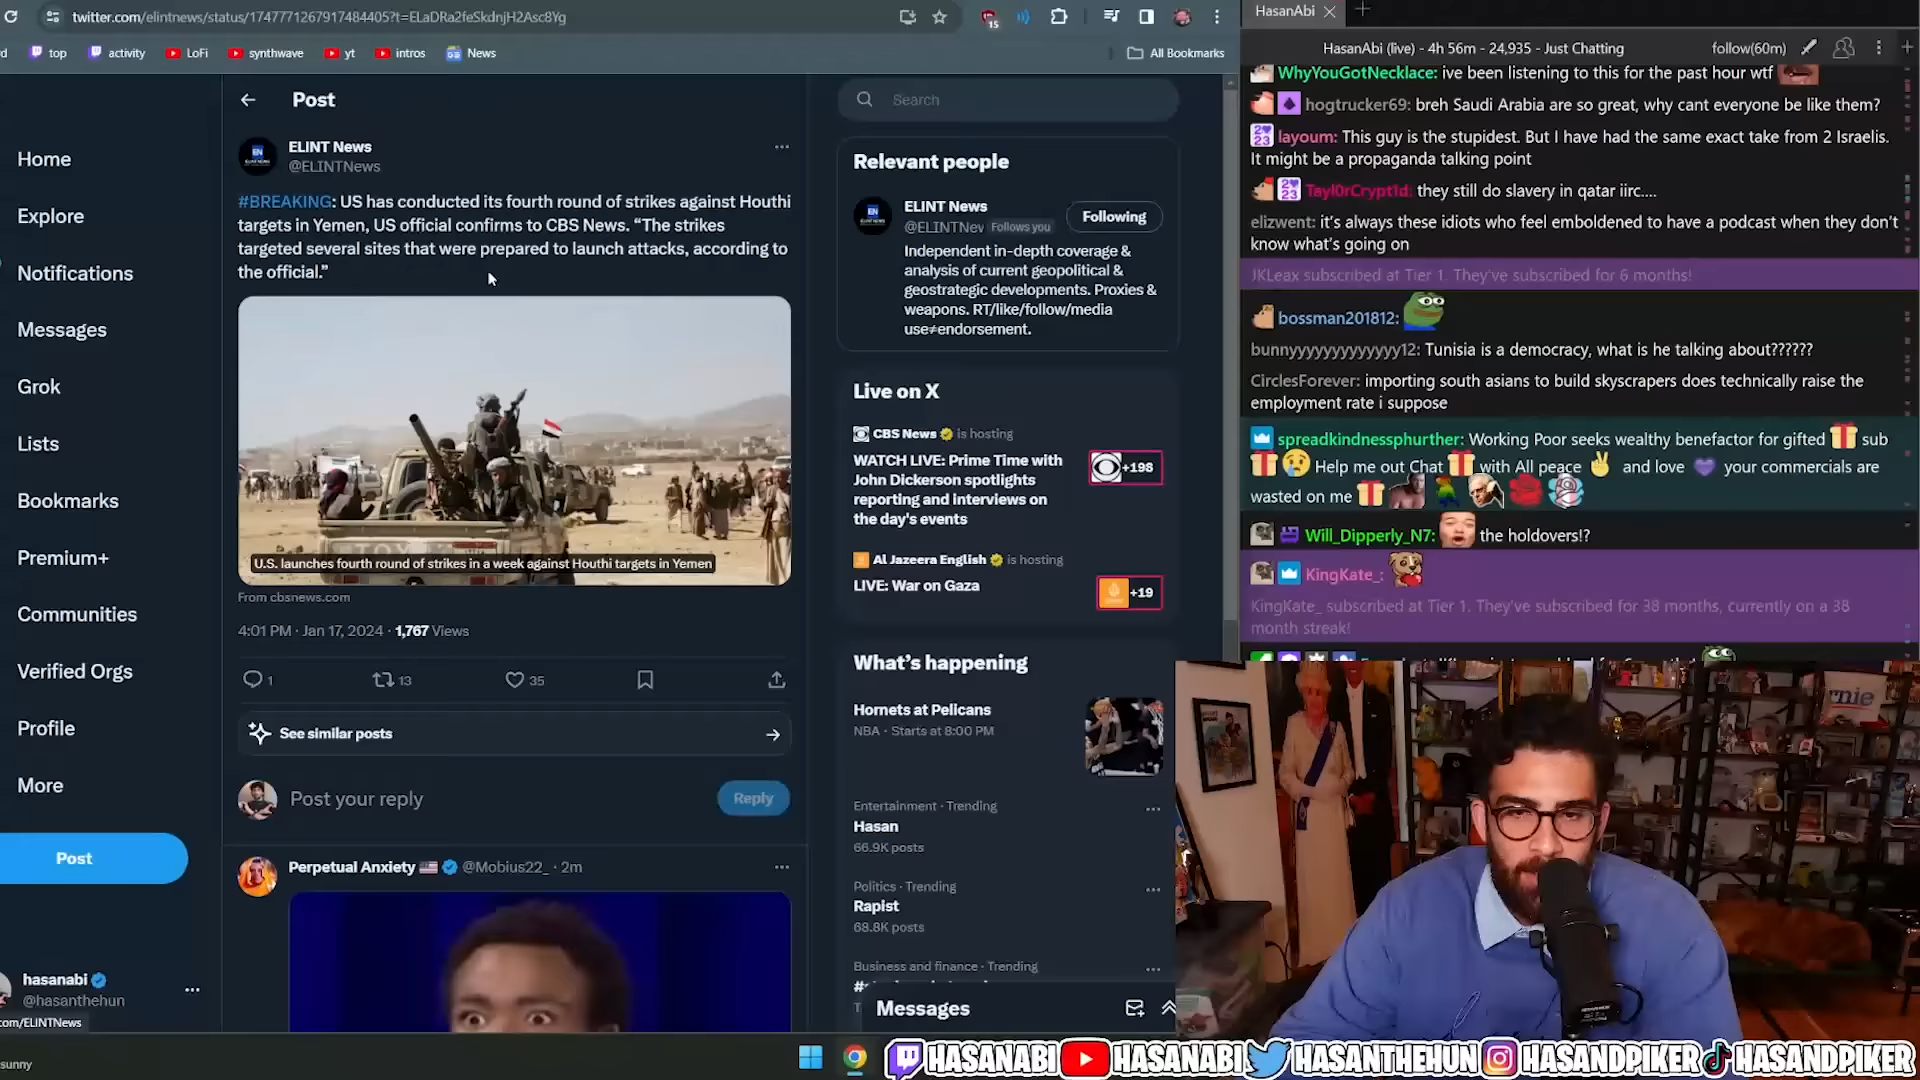 twitter.com/elintnews/status/1747771267917484405?t=ELaDRa2feSkdnjH2Asc8Yg
15
top
activity
LoFi
synthwave
yt
intros
News
All Bookmarks
Home
Explore
Notifications
Messages
Grok
Lists
Bookmarks
Premium+
Communities
Verified Orgs
Profile
More
Post
hasanabi
@hasanthehun
com/ELINTNews
sunny
Post
ELINT News
@ELINTNews
#BREAKING: US has conducted its fourth round of strikes against Houthi
targets in Yemen, US official confirms to CBS News. “The strikes
targeted several sites that were prepared to launch attacks, according to
the official.”
U.S. launches fourth round of strikes in a week against Houthi targets in Yemen
From cbsnews.com
4:01 PM · Jan 17, 2024 · 1,767 Views
1
13
35
See similar posts
Post your reply
Reply
Perpetual Anxiety @Mobius22_ · 2m
Search
Relevant people
ELINT News
@ELINTNev Follows you
Following
Independent in-depth coverage &
analysis of current geopolitical &
geostrategic developments. Proxies &
weapons. RT/like/follow/media
use≠endorsement.
Live on X
CBS News is hosting
WATCH LIVE: Prime Time with
John Dickerson spotlights
reporting and interviews on
the day's events
+198
Al Jazeera English is hosting
LIVE: War on Gaza
+19
What’s happening
Hornets at Pelicans
NBA · Starts at 8:00 PM
Entertainment · Trending
Hasan
66.9K posts
Politics · Trending
Rapist
68.8K posts
Business and finance · Trending
Messages
HasanAbi
HasanAbi (live) - 4h 56m - 24,935 - Just Chatting
follow(60m)
WhyYouGotNecklace: ive been listening to this for the past hour wtf
hogtrucker69: breh Saudi Arabia are so great, why cant everyone be like them?
layoum: This guy is the stupidest. But I have had the same exact take from 2 Israelis.
It might be a propaganda talking point
Tayl0rCrypt1d: they still do slavery in qatar iirc....
elizwent: it's always these idiots who feel emboldened to have a podcast when they don't
know what's going on
JKLeax subscribed at Tier 1. They've subscribed for 6 months!
bossman201812:
bunnyyyyyyyyyyyyy12: Tunisia is a democracy, what is he talking about??????
CirclesForever: importing south asians to build skyscrapers does technically raise the
employment rate i suppose
spreadkindnessphurther: Working Poor seeks wealthy benefactor for gifted sub
Help me out Chat with All peace and love your commercials are
wasted on me
Will_Dipperly_N7: the holdovers!?
KingKate_:
KingKate_ subscribed at Tier 1. They've subscribed for 38 months, currently on a 38
month streak!
HASANABI
HASANABI
HASANTHEHUN
HASANDPIKER
HASANDPIKER